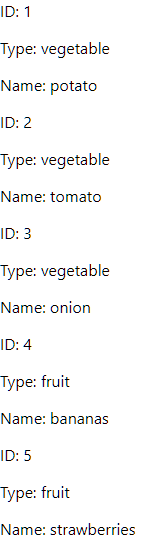 ID: 1
Type: vegetable
Name: potato
ID: 2
Type: vegetable
Name: tomato
ID: 3
Type: vegetable
Name: onion
ID: 4
Type: fruit
Name: bananas
ID: 5
Type: fruit
Name: strawberries